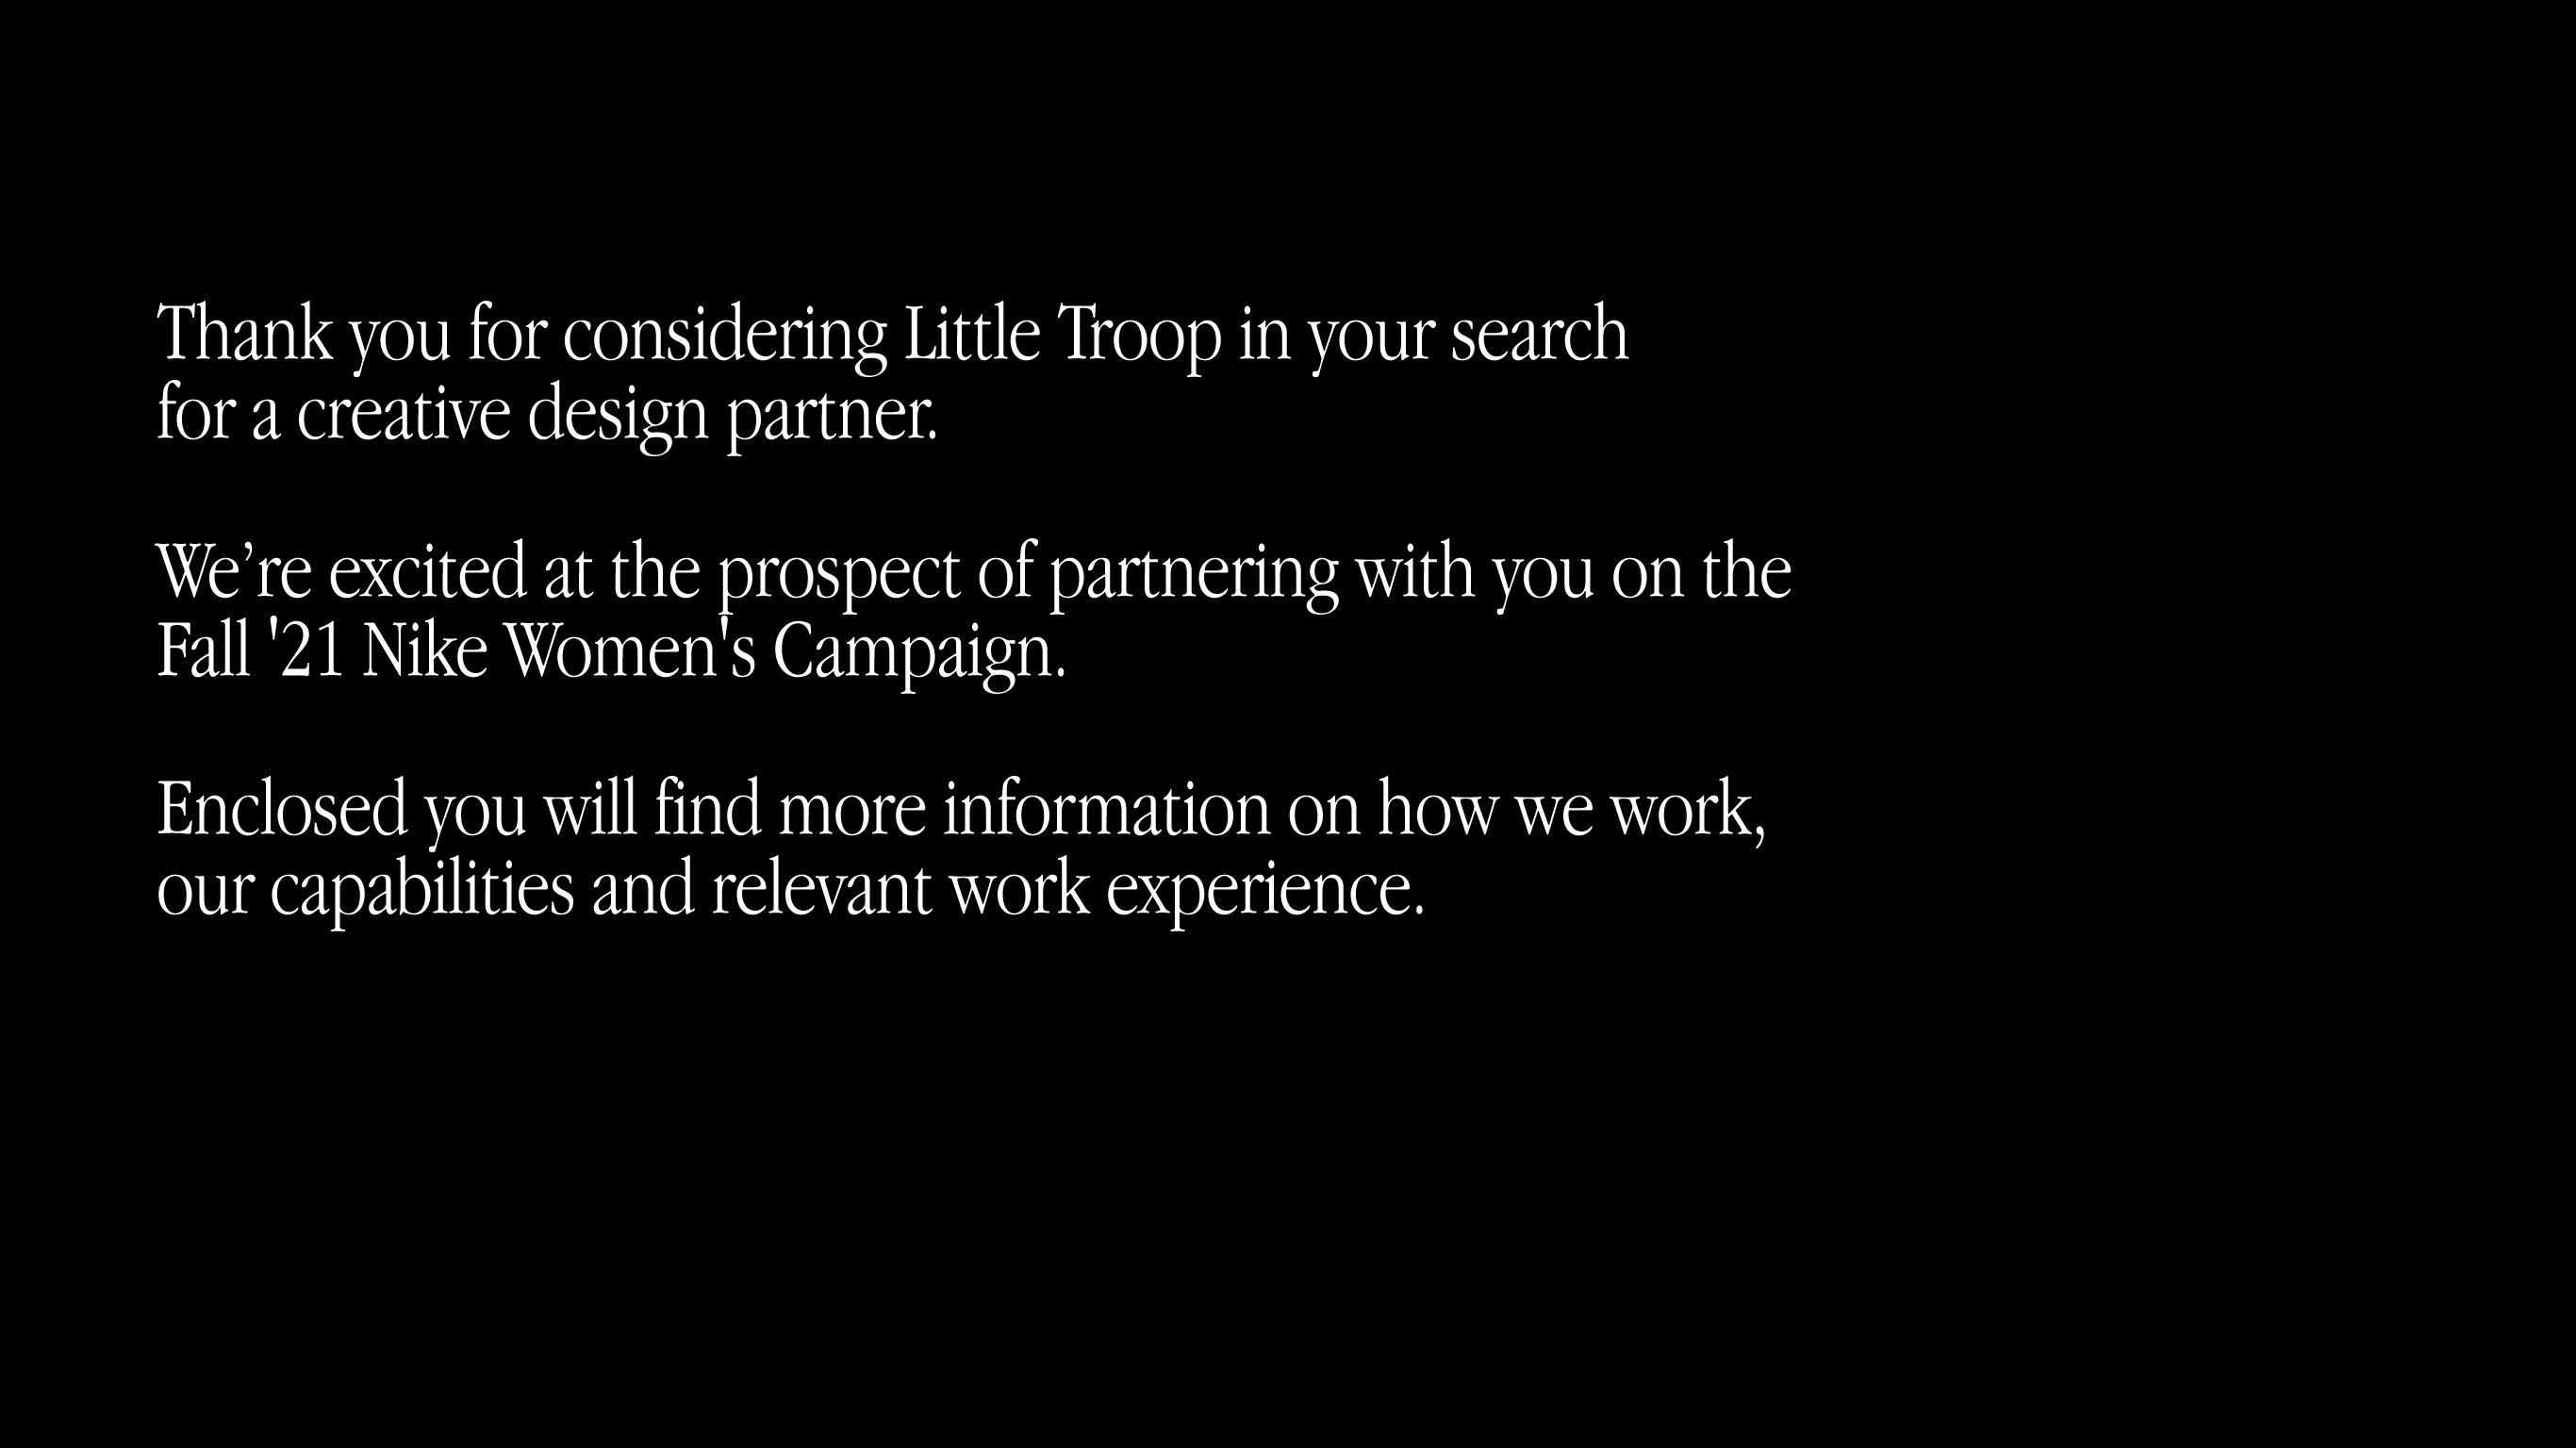 Thank you for considering Little Troop in your search
for a creative design partner.
We’re excited at the prospect of partnering with you on the
Fall '21 Nike Women's Campaign.
Enclosed you will find more information on how we work,
our capabilities and relevant work experience.